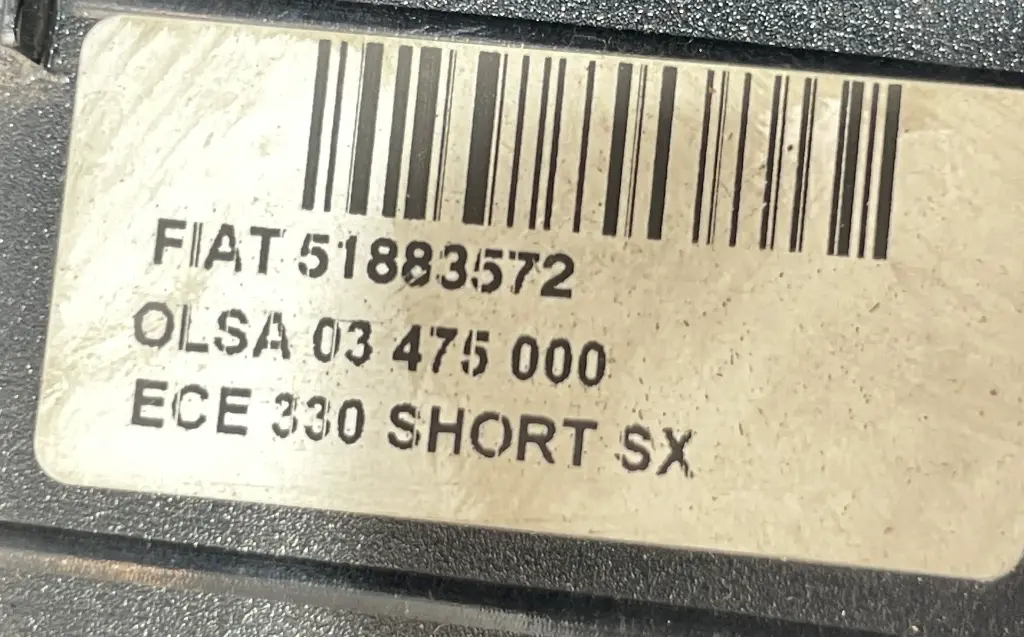 FIAT 51883572
OLSA 03 475 000
ECE 330 SHORT SX